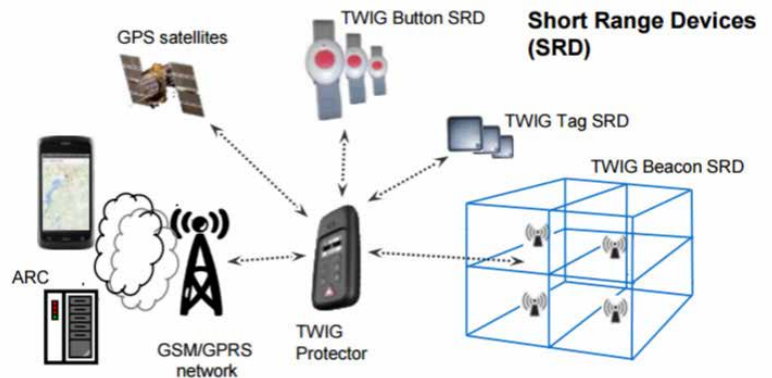 Short Range Devices
(SRD)
TWIG Button SRD
GPS satellites
TWIG Tag SRD
TWIG Beacon SRD
ARC
TWIG
Protector
GSM/GPRS
network